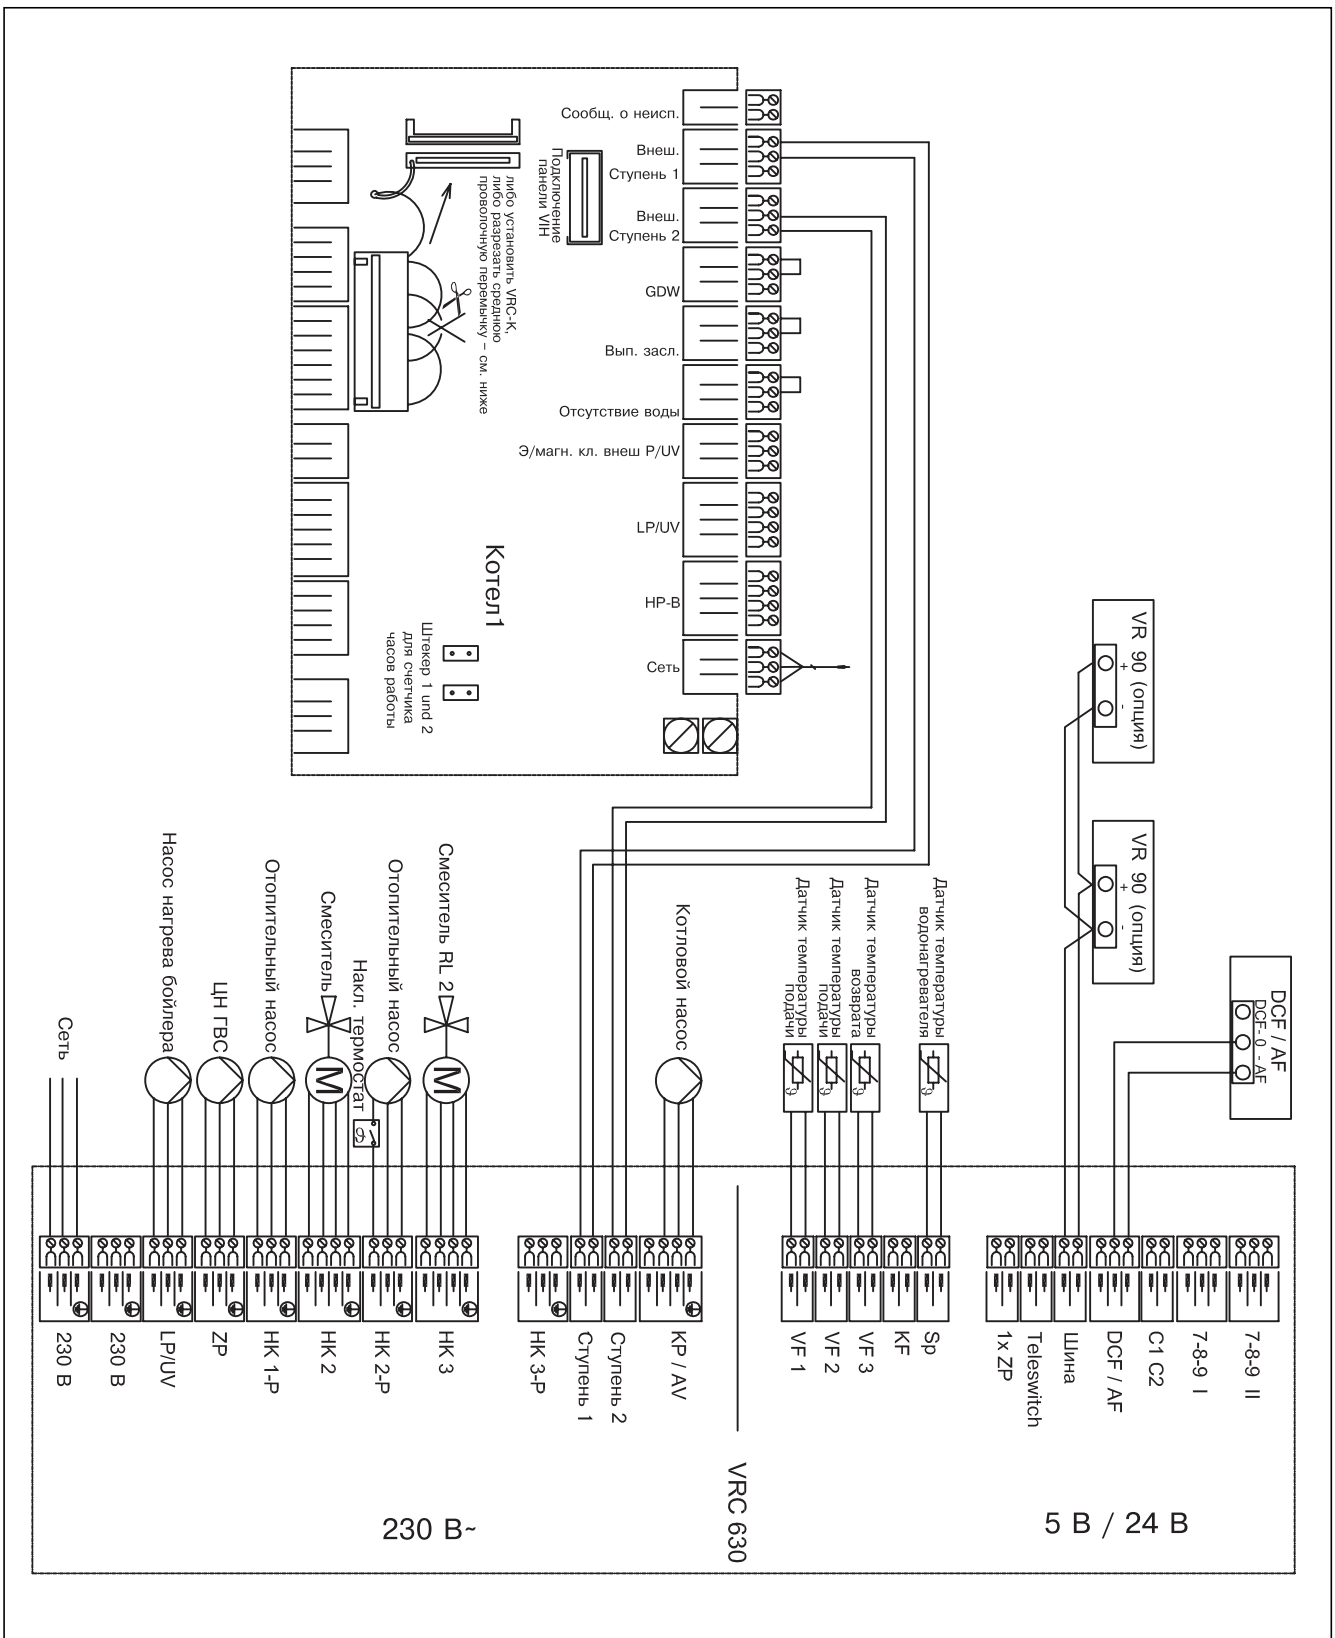 Сообщ. о неисп.
Внеш.
Ступень 1
Внеш.
Ступень 2
GDW
Вып. засл.
Отсутствие воды
Э/магн. кл. внеш P/UV
LP/UV
HP-B
Сеть
Подключение
панели VIH
либо установить VRC-K,
либо разрезать среднюю
проволочную перемычку – см. ниже
Котел1
Штекер 1 und 2
для счетчика
часов работы
VR 90 (опция)
+ -
VR 90 (опция)
+ -
DCF / AF
DCF- 0 - AF
Сеть
Насос нагрева бойлера
ЦН ГВС
Отопительный насос
Смеситель
Накл. термостат
Отопительный насос
Смеситель RL 2
Котловой насос
Датчик температуры
подачи
Датчик температуры
подачи
Датчик температуры
возврата
Датчик температуры
водонагревателя
M
M
230 В
230 В
LP/UV
ZP
HK 1-P
HK 2
HK 2-P
HK 3
HK 3-P
Ступень 1
Ступень 2
KP / AV
VF 1
VF 2
VF 3
KF
Sp
1x ZP
Teleswitch
Шина
DCF / AF
C1 C2
7-8-9 I
7-8-9 II
230 В~
VRC 630
5 В / 24 В